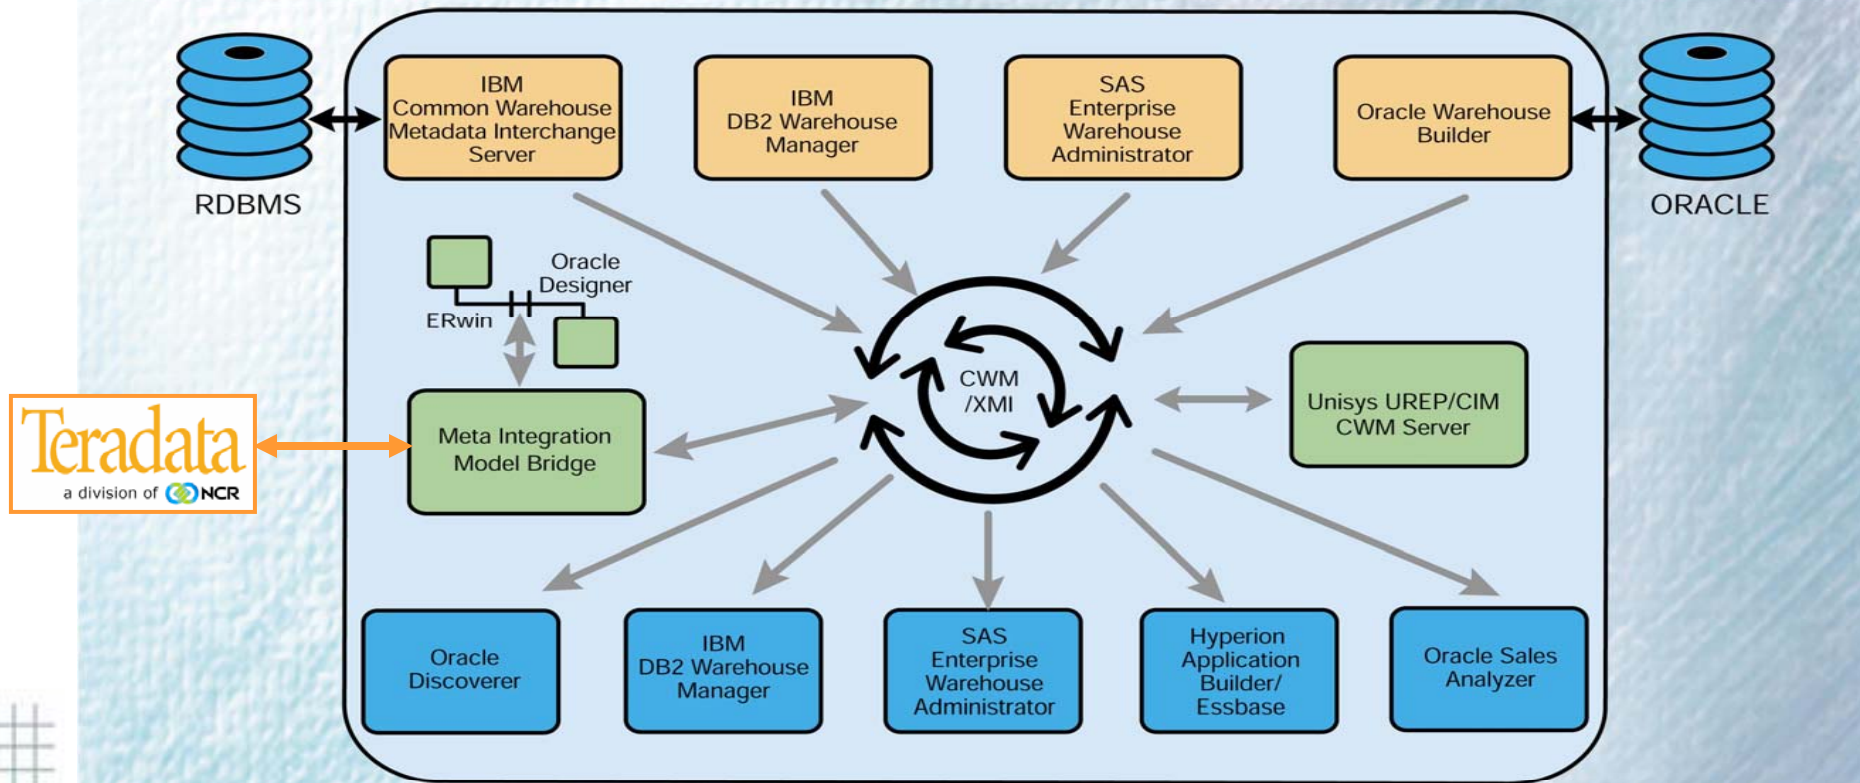 IBM
Common Warehouse
Metadata Interchange
Server
IBM
DB2 Warehouse
Manager
SAS
Enterprise
Warehouse
Administrator
Oracle Warehouse
Builder
RDBMS
ORACLE
Oracle
Designer
ERwin
CWM
/XMI
Meta Integration
Model Bridge
Unisys UREP/CIM
CWM Server
Teradata
a division of NCR
Oracle
Discoverer
IBM
DB2 Warehouse
Manager
SAS
Enterprise
Warehouse
Administrator
Hyperion
Application
Builder/
Essbase
Oracle Sales
Analyzer